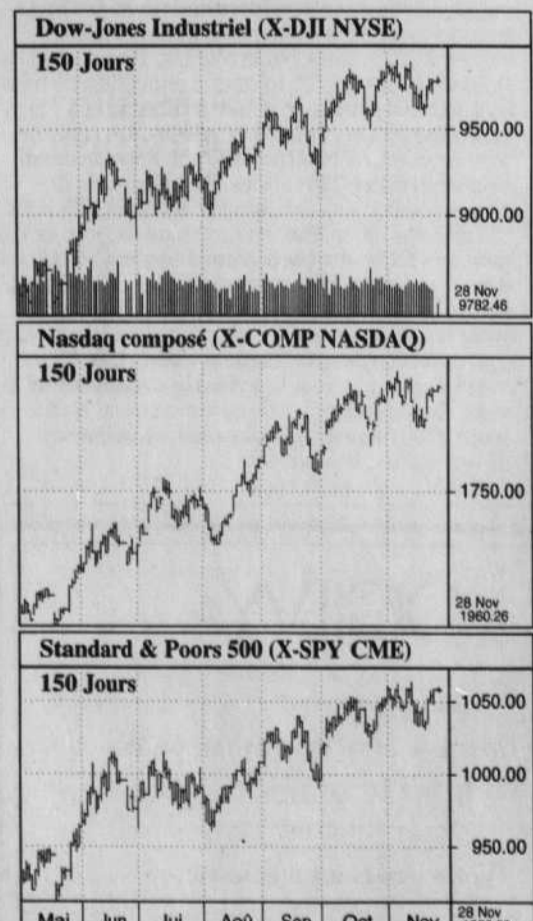 Dow-Jones Industriel (X-DJI NYSE)
150 Jours
9500.00
9000.00
28 Nov
9782.46
Nasdaq composé (X-COMP NASDAQ)
150 Jours
1750.00
28 Nov
1960.26
Standard & Poors 500 (X-SPY CME)
150 Jours
1050.00
1000.00
950.00
28 Nov
Mai Jun Jui Aoû Sep Oct Nov